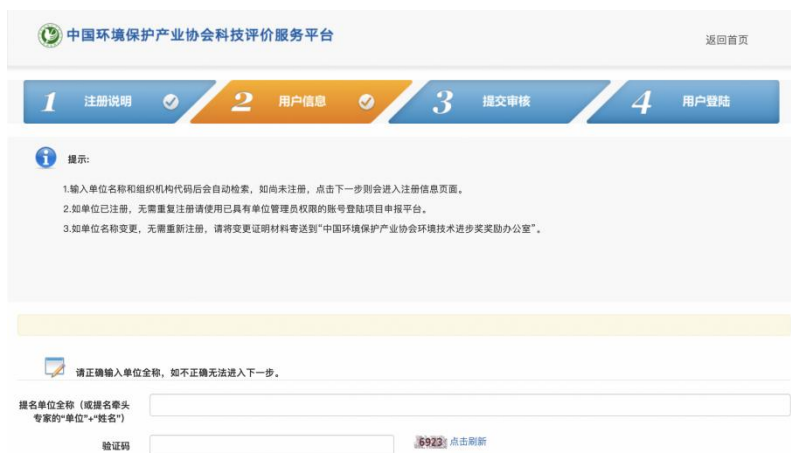 中国环境保护产业协会科技评价服务平台
返回首页
1 注册说明
2 用户信息
3 提交审核
4 用户登陆
提示:
1.输入单位名称和组织机构代码后会自动检索，如尚未注册，点击下一步则会进入注册信息页面。
2.如单位已注册，无需重复注册请使用已具有单位管理员权限的账号登陆项目申报平台。
3.如单位名称变更，无需重新注册，请将变更证明材料寄送到“中国环境保护产业协会环境技术进步奖奖励办公室”。
请正确输入单位全称，如不正确无法进入下一步。
提名单位全称（或提名牵头
专家的“单位”+“姓名”）
验证码
6923 点击刷新